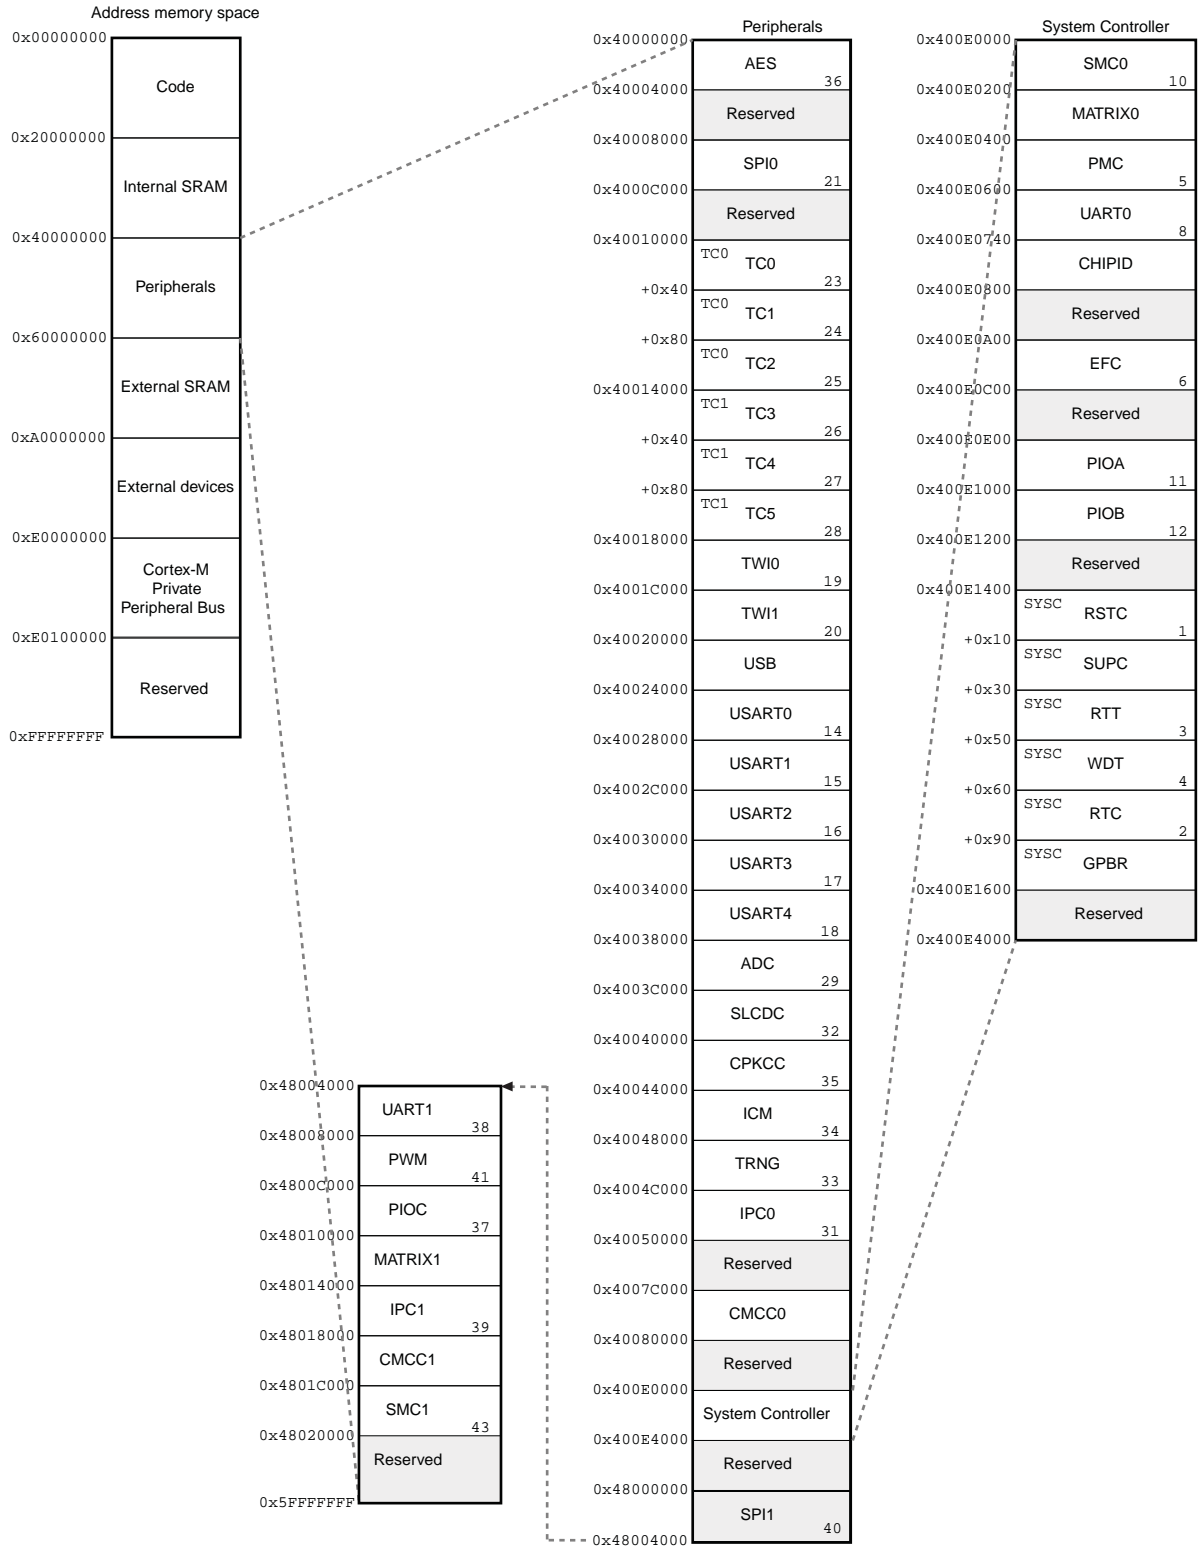 Address memory space
0x00000000
Code
0x20000000
Internal SRAM
0x40000000
Peripherals
0x60000000
External SRAM
0xA0000000
External devices
0xE0000000
Cortex-M
Private
Peripheral Bus
0xE0100000
Reserved
0xFFFFFFFF
Peripherals
0x40000000
AES
36
0x40004000
Reserved
0x40008000
SPI0
21
0x4000C000
Reserved
0x40010000
TC0 TC0
23
+0x40
TC0 TC1
24
+0x80
TC0 TC2
25
0x40014000
TC1 TC3
26
+0x40
TC1 TC4
27
+0x80
TC1 TC5
28
0x40018000
TWI0
19
0x4001C000
TWI1
20
0x40020000
USB
0x40024000
USART0
14
0x40028000
USART1
15
0x4002C000
USART2
16
0x40030000
USART3
17
0x40034000
USART4
18
0x40038000
ADC
29
0x4003C000
SLCDC
32
0x40040000
CPKCC
35
0x40044000
ICM
34
0x40048000
TRNG
33
0x4004C000
IPC0
31
0x40050000
Reserved
0x4007C000
CMCC0
0x40080000
Reserved
0x400E0000
System Controller
0x400E4000
Reserved
0x48000000
SPI1
40
0x48004000
System Controller
0x400E0000
SMC0
10
0x400E0200
MATRIX0
0x400E0400
PMC
5
0x400E0600
UART0
8
0x400E0740
CHIPID
0x400E0800
Reserved
0x400E0A00
EFC
6
0x400E0C00
Reserved
0x400E0E00
PIOA
11
0x400E1000
PIOB
12
0x400E1200
Reserved
0x400E1400
SYSC RSTC
1
+0x10
SYSC SUPC
+0x30
SYSC RTT
3
+0x50
SYSC WDT
4
+0x60
SYSC RTC
2
+0x90
SYSC GPBR
0x400E1600
Reserved
0x400E4000
0x48004000
UART1
38
0x48008000
PWM
41
0x4800C000
PIOC
37
0x48010000
MATRIX1
0x48014000
IPC1
39
0x48018000
CMCC1
0x4801C000
SMC1
43
0x48020000
Reserved
0x5FFFFFFF